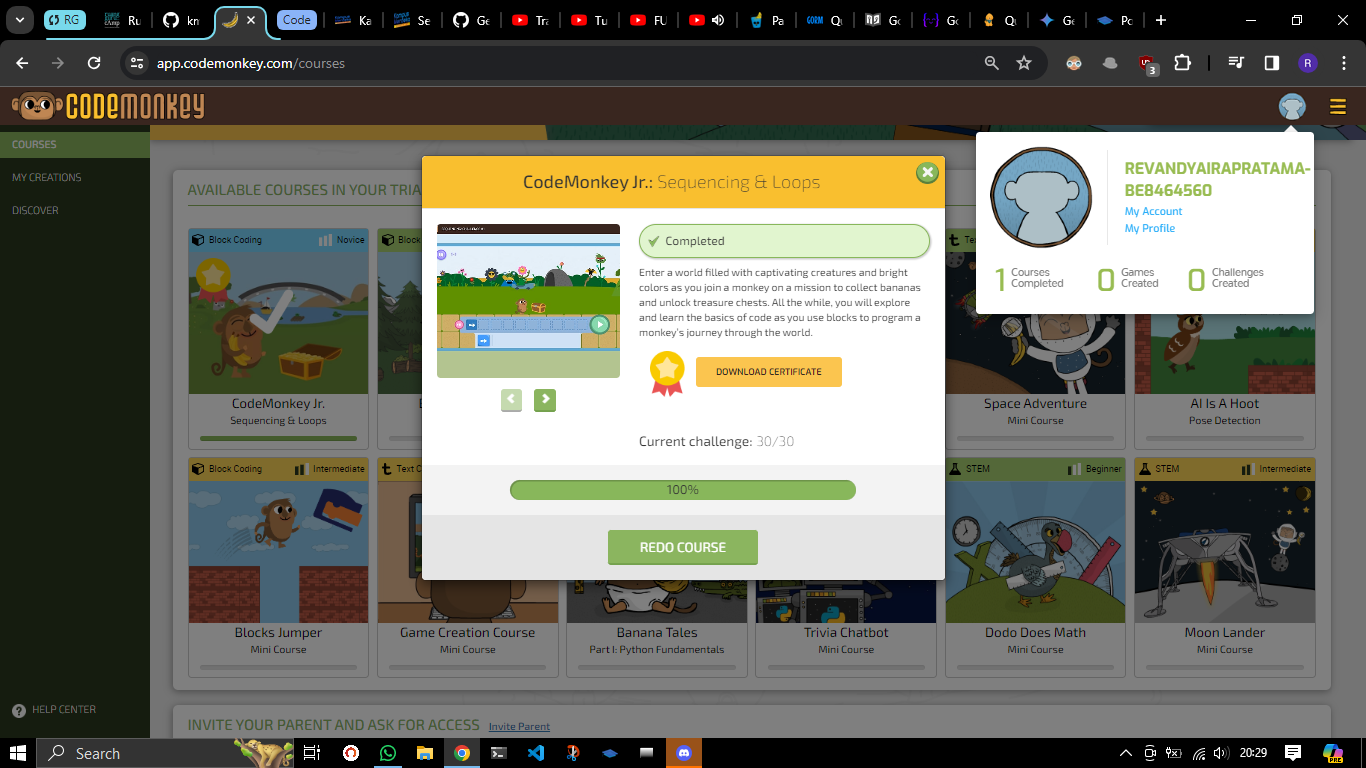 RG
Ru
kn
Code
Ka
Se
Ge
Tra
Tu
FU
Pa
GORM
Qu
Ge
Qu
Ge
Po
app.codemonkey.com/courses
3
R
CODEMONKEY
COURSES
MY CREATIONS
DISCOVER
HELP CENTER
REVANDYAIRAPRATAMA-
BE8464560
My Account
My Profile
1 Courses Completed
0 Games Created
0 Challenges Created
AVAILABLE COURSES IN YOUR TRIA
CodeMonkey Jr.: Sequencing & Loops
Completed
Enter a world filled with captivating creatures and bright
colors as you join a monkey on a mission to collect bananas
and unlock treasure chests. All the while, you will explore
and learn the basics of code as you use blocks to program a
monkey's journey through the world.
DOWNLOAD CERTIFICATE
Current challenge: 30/30
100%
REDO COURSE
Block Coding Novice
CodeMonkey Jr.
Sequencing & Loops
Space Adventure
Mini Course
AI Is A Hoot
Pose Detection
Block Coding Intermediate
Blocks Jumper
Mini Course
Text C
Game Creation Course
Mini Course
Banana Tales
Part I: Python Fundamentals
Trivia Chatbot
Mini Course
STEM Beginner
Dodo Does Math
Mini Course
STEM Intermediate
Moon Lander
Mini Course
INVITE YOUR PARENT AND ASK FOR ACCESS Invite Parent
Search
20:29
PRE